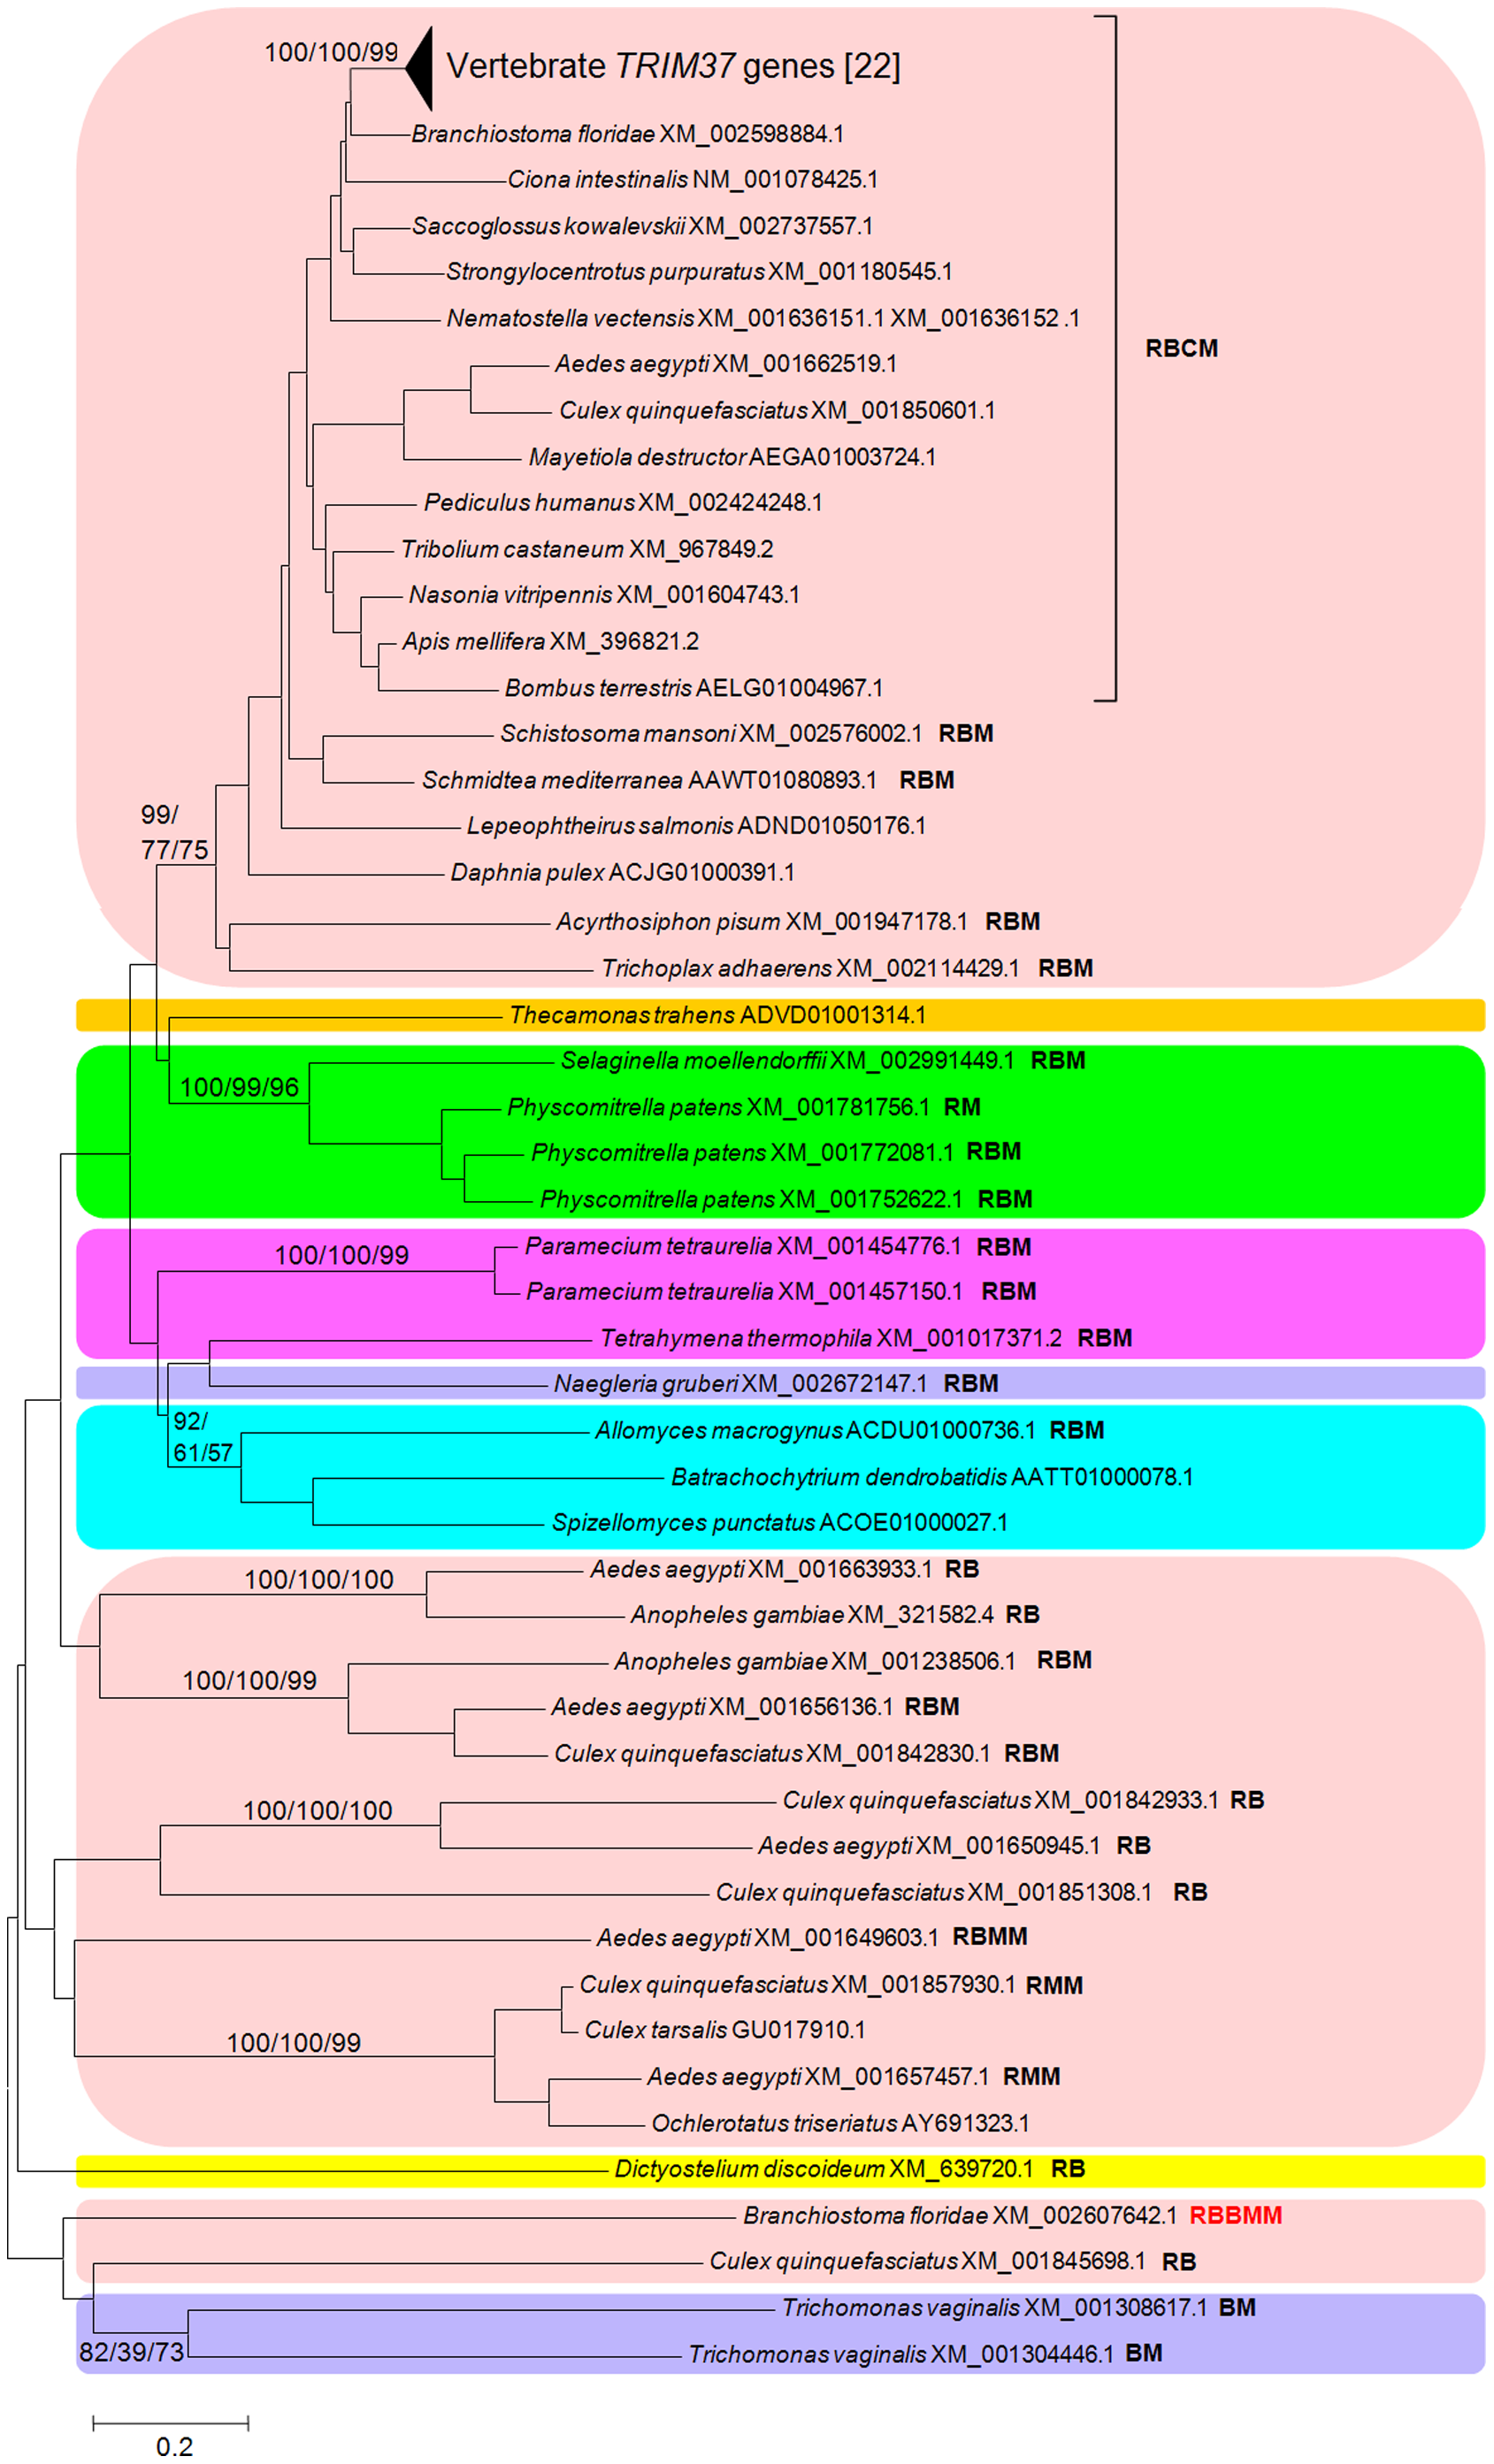 100/100/99
Vertebrate TRIM37 genes [22]
Branchiostoma floridae XM_002598884.1
Ciona intestinalis NM_001078425.1
Saccoglossus kowalevskii XM_002737557.1
Strongylocentrotus purpuratus XM_001180545.1
Nematostella vectensis XM_001636151.1 XM_001636152 .1
RBCM
Aedes aegypti XM_001662519.1
Culex quinquefasciatus XM_001850601.1
Mayetiola destructor AEGA01003724.1
Pediculus humanus XM_002424248.1
Tribolium castaneum XM_967849.2
Nasonia vitripennis XM_001604743.1
Apis mellifera XM_396821.2
Bombus terrestris AELG01004967.1
Schistosoma mansoni XM_002576002.1 RBM
Schmidtea mediterranea AAWT01080893.1 RBM
99/
77/75
Lepeophtheirus salmonis ADND01050176.1
Daphnia pulex ACJG01000391.1
Acyrthosiphon pisum XM_001947178.1 RBM
Trichoplax adhaerens XM_002114429.1 RBM
Thecamonas trahens ADVD01001314.1
Selaginella moellendorffii XM_002991449.1 RBM
100/99/96
Physcomitrella patens XM_001781756.1 RM
Physcomitrella patens XM_001772081.1 RBM
Physcomitrella patens XM_001752622.1 RBM
Paramecium tetraurelia XM_001454776.1 RBM
100/100/99
Paramecium tetraurelia XM_001457150.1 RBM
Tetrahymena thermophila XM_001017371.2 RBM
Naegleria gruberi XM_002672147.1 RBM
92/
61/57
Allomyces macrogynus ACDU01000736.1 RBM
Batrachochytrium dendrobatidis AATT01000078.1
Spizellomyces punctatus ACOE01000027.1
Aedes aegypti XM_001663933.1 RB
100/100/100
Anopheles gambiae XM_321582.4 RB
Anopheles gambiae XM_001238506.1 RBM
100/100/99
Aedes aegypti XM_001656136.1 RBM
Culex quinquefasciatus XM_001842830.1 RBM
Culex quinquefasciatus XM_001842933.1 RB
100/100/100
Aedes aegypti XM_001650945.1 RB
Culex quinquefasciatus XM_001851308.1 RB
Aedes aegypti XM_001649603.1 RBMM
Culex quinquefasciatus XM_001857930.1 RMM
Culex tarsalis GU017910.1
100/100/99
Aedes aegypti XM_001657457.1 RMM
Ochlerotatus triseriatus AY691323.1
Dictyostelium discoideum XM_639720.1 RB
Branchiostoma floridae XM_002607642.1 RBBMM
Culex quinquefasciatus XM_001845698.1 RB
Trichomonas vaginalis XM_001308617.1 BM
82/39/73
Trichomonas vaginalis XM_001304446.1 BM
0.2